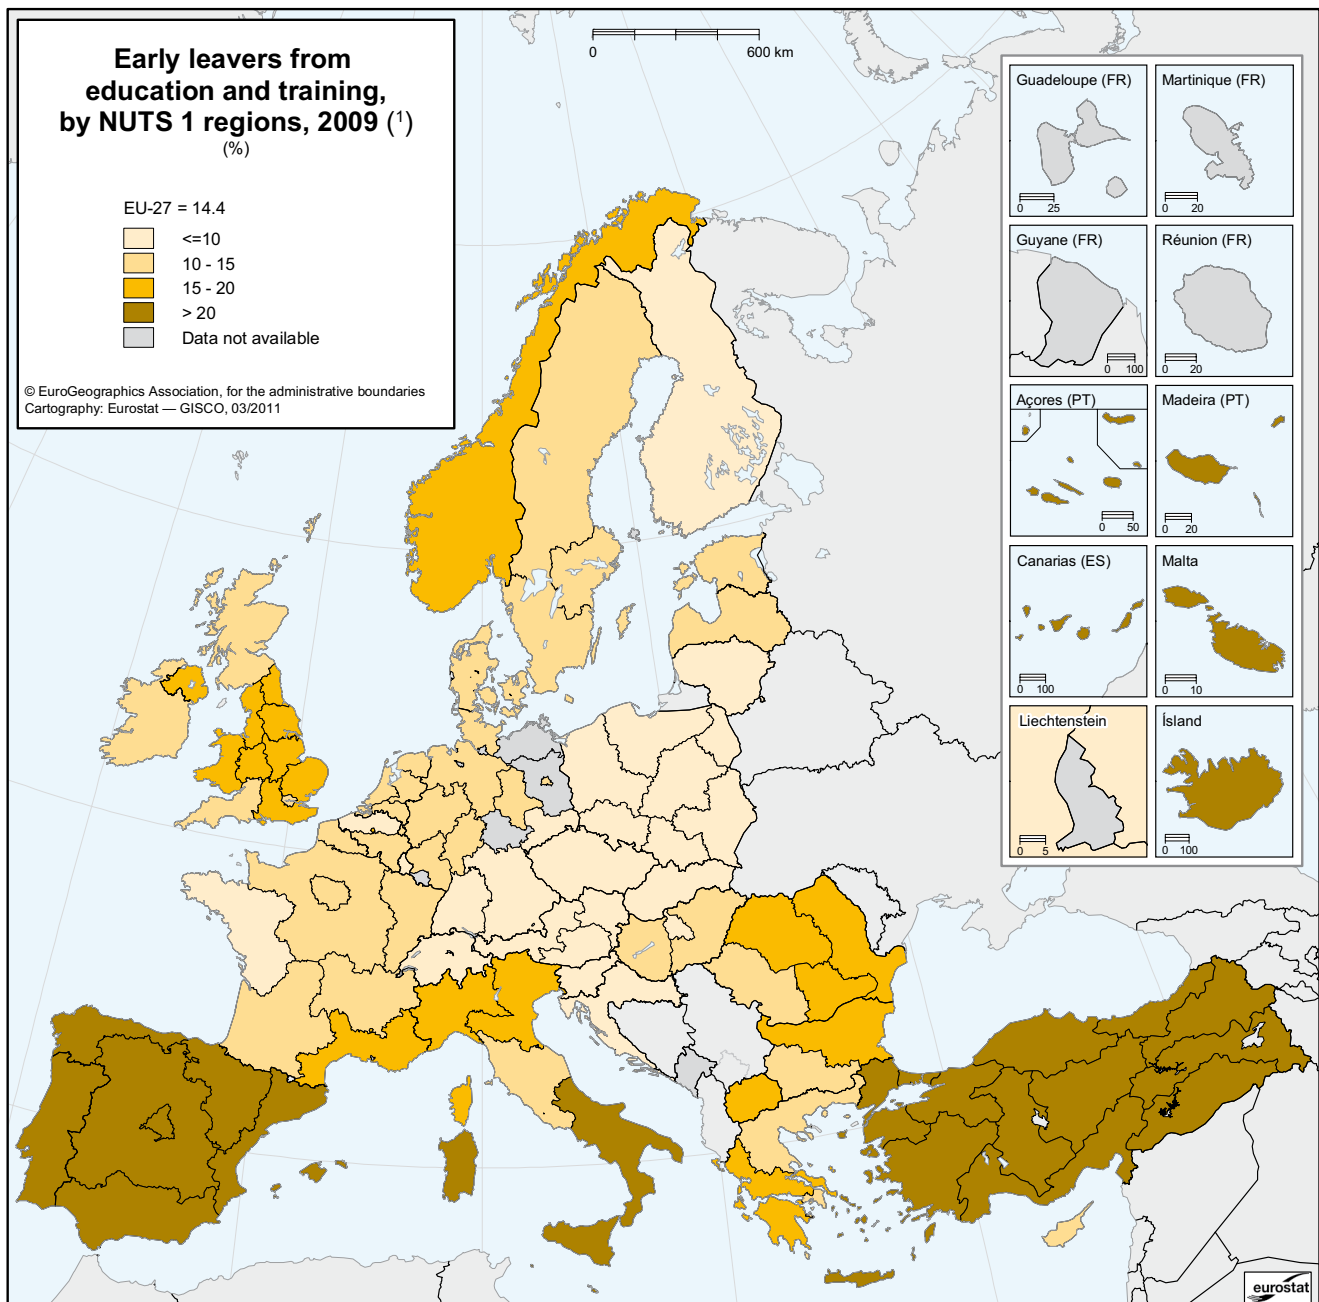 Early leavers from
education and training,
by NUTS 1 regions, 2009 (¹)
(%)
EU-27 = 14.4
<=10
10 - 15
15 - 20
> 20
Data not available
© EuroGeographics Association, for the administrative boundaries
Cartography: Eurostat — GISCO, 03/2011
0 600 km
Guadeloupe (FR)
0 25
Martinique (FR)
0 20
Guyane (FR)
0 100
Réunion (FR)
0 20
Açores (PT)
0 50
Madeira (PT)
0 20
Canarias (ES)
0 100
Malta
0 10
Liechtenstein
0 5
Ísland
0 100
eurostat